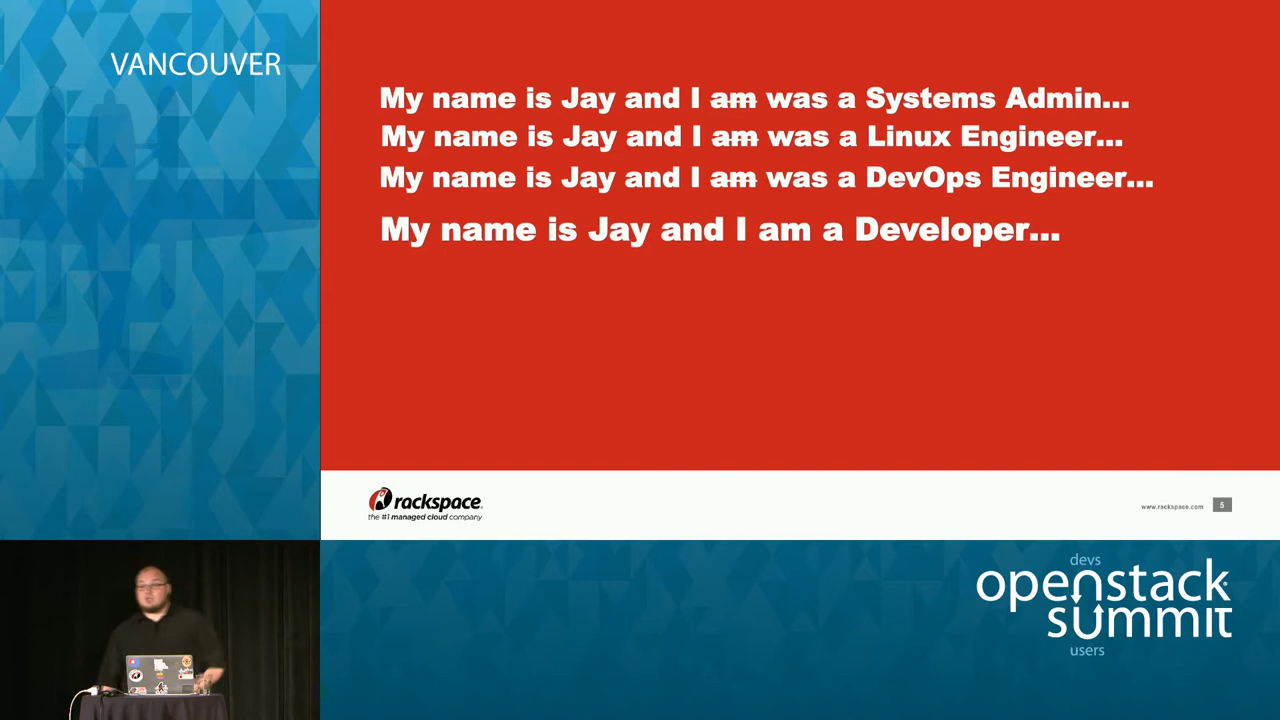 VANCOUVER
My name is Jay and I am was a Systems Admin...
My name is Jay and I am was a Linux Engineer...
My name is Jay and I am was a DevOps Engineer...
My name is Jay and I am a Developer...
rackspace
the #1 managed cloud company
www.rackspace.com
5
devs
openstack
summit
users